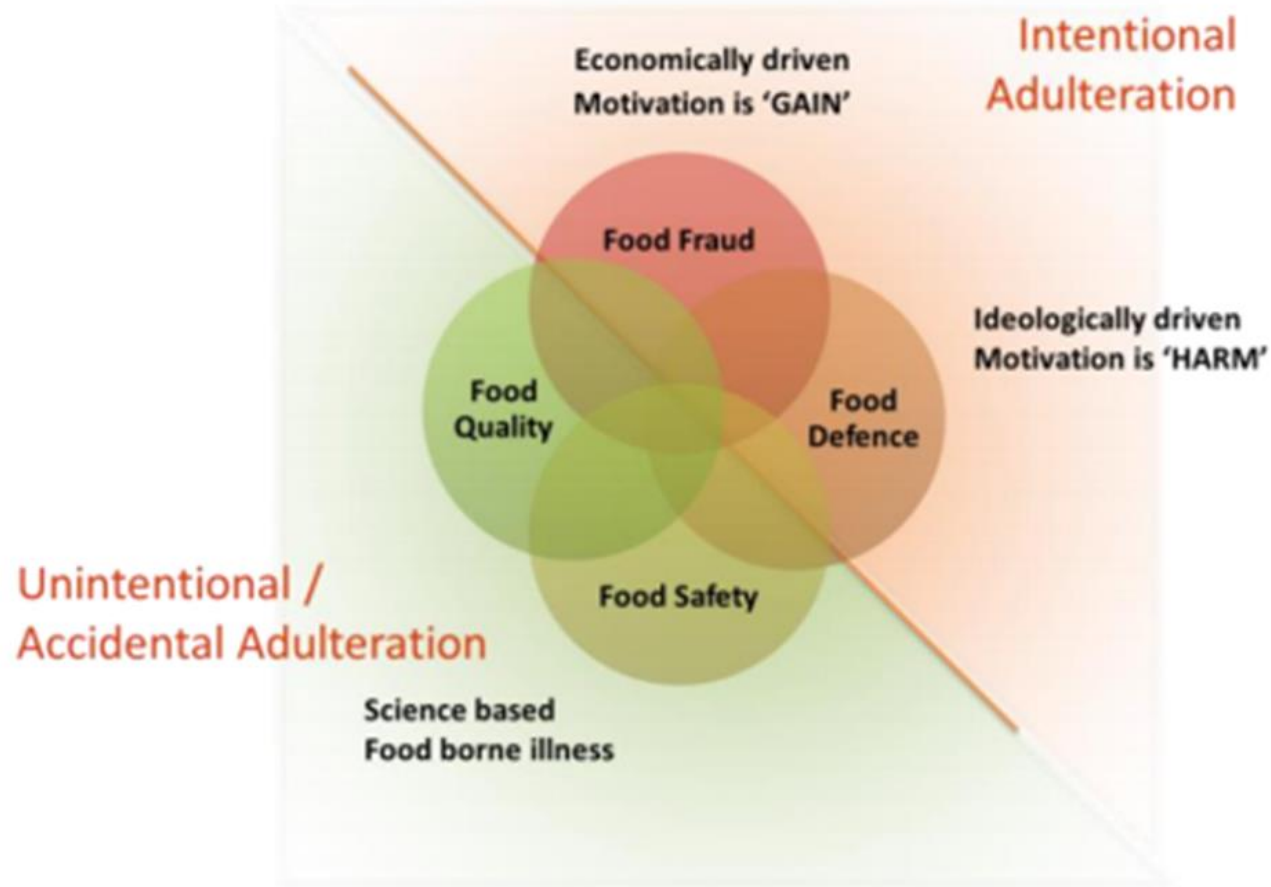 Intentional
Adulteration
Economically driven
Motivation is ‘GAIN’
Food Fraud
Ideologically driven
Motivation is ‘HARM’
Food
Quality
Food
Defence
Unintentional /
Accidental Adulteration
Food Safety
Science based
Food borne illness